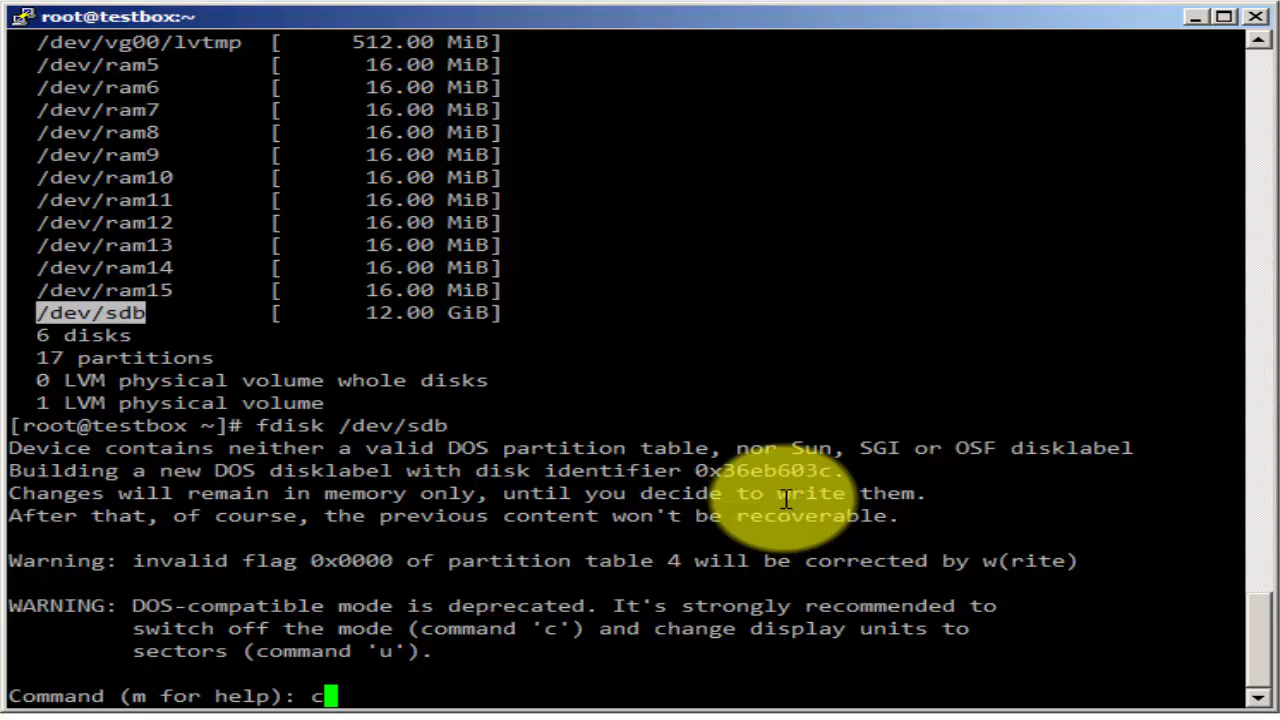 root@testbox:~
/dev/vg00/lvtmp [ 512.00 MiB]
/dev/ram5 [ 16.00 MiB]
/dev/ram6 [ 16.00 MiB]
/dev/ram7 [ 16.00 MiB]
/dev/ram8 [ 16.00 MiB]
/dev/ram9 [ 16.00 MiB]
/dev/ram10 [ 16.00 MiB]
/dev/ram11 [ 16.00 MiB]
/dev/ram12 [ 16.00 MiB]
/dev/ram13 [ 16.00 MiB]
/dev/ram14 [ 16.00 MiB]
/dev/ram15 [ 16.00 MiB]
/dev/sdb [ 12.00 GiB]
6 disks
17 partitions
0 LVM physical volume whole disks
1 LVM physical volume
[root@testbox ~]# fdisk /dev/sdb
Device contains neither a valid DOS partition table, nor Sun, SGI or OSF disklabel
Building a new DOS disklabel with disk identifier 0x36eb603c.
Changes will remain in memory only, until you decide to write them.
After that, of course, the previous content won't be recoverable.
Warning: invalid flag 0x0000 of partition table 4 will be corrected by w(rite)
WARNING: DOS-compatible mode is deprecated. It's strongly recommended to
switch off the mode (command 'c') and change display units to
sectors (command 'u').
Command (m for help): c